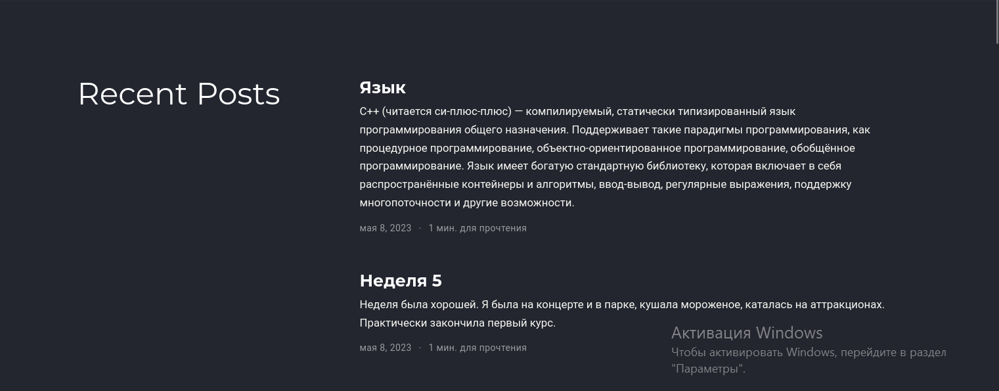 Recent Posts
Язык
C++ (читается си-плюс-плюс) — компилируемый, статически типизированный язык
программирования общего назначения. Поддерживает такие парадигмы программирования, как
процедурное программирование, объектно-ориентированное программирование, обобщённое
программирование. Язык имеет богатую стандартную библиотеку, которая включает в себя
распространённые контейнеры и алгоритмы, ввод-вывод, регулярные выражения, поддержку
многопоточности и другие возможности.
мая 8, 2023 · 1 мин. для прочтения
Неделя 5
Неделя была хорошей. Я была на концерте и в парке, кушала мороженое, каталась на аттракционах.
Практически закончила первый курс.
мая 8, 2023 · 1 мин. для прочтения
Активация Windows
Чтобы активировать Windows, перейдите в раздел
"Параметры".